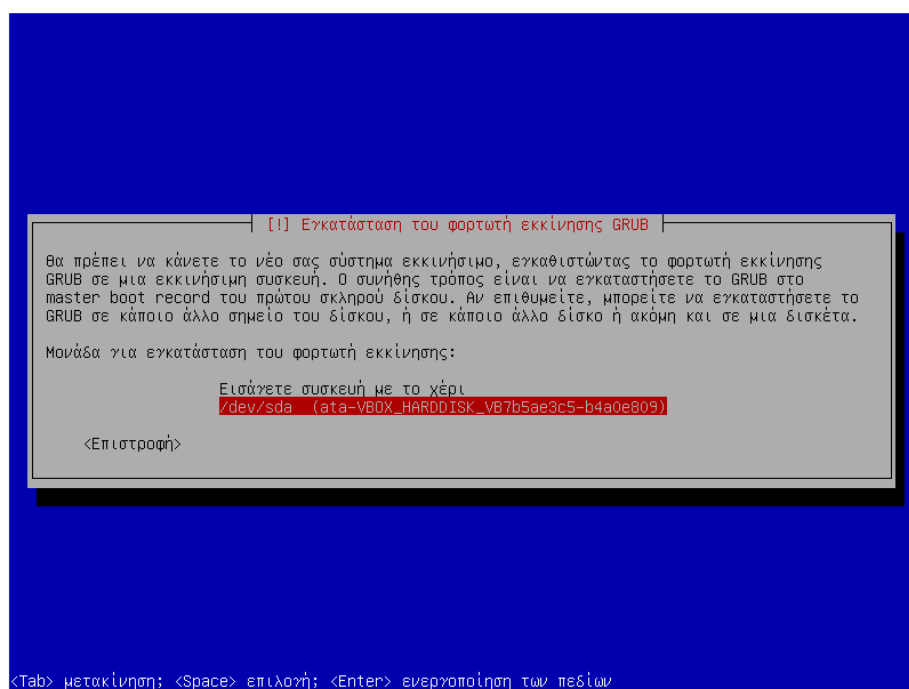 [!] Εγκατάσταση του φορτωτή εκκίνησης GRUB
Θα πρέπει να κάνετε το νέο σας σύστημα εκκινήσιμο, εγκαθιστώντας το φορτωτή εκκίνησης
GRUB σε μια εκκινήσιμη συσκευή. Ο συνήθης τρόπος είναι να εγκαταστήσετε το GRUB στο
master boot record του πρώτου σκληρού δίσκου. Αν επιθυμείτε, μπορείτε να εγκαταστήσετε το
GRUB σε κάποιο άλλο σημείο του δίσκου, ή σε κάποιο άλλο δίσκο ή ακόμη και σε μια δισκέτα.
Μονάδα για εγκατάσταση του φορτωτή εκκίνησης:
Εισάγετε συσκευή με το χέρι
/dev/sda (ata-VBOX_HARDDISK_VB7b5ae3c5-b4a0e809)
<Επιστροφή>
<Tab> μετακίνηση; <Space> επιλογή; <Enter> ενεργοποίηση των πεδίων